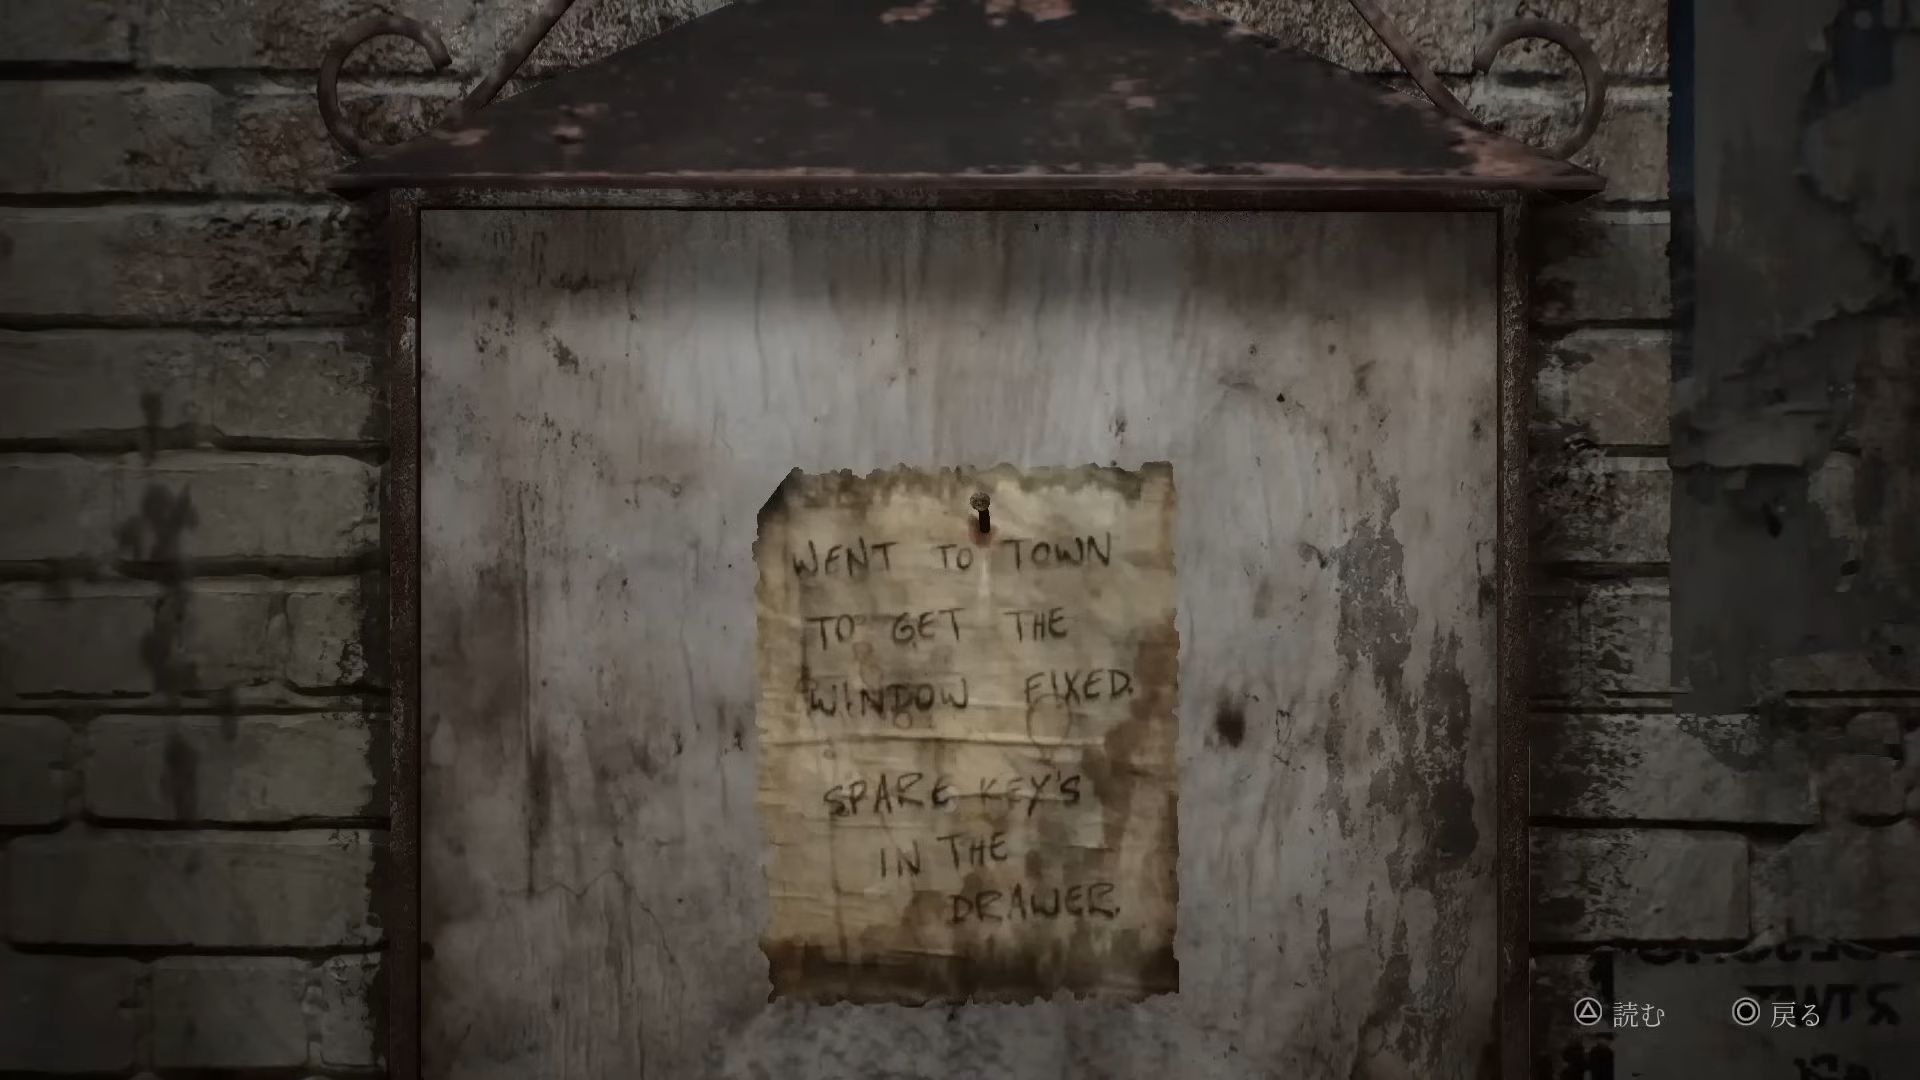 WENT TO TOWN
TO GET THE
WINDOW FIXED.
SPARE KEY'S
IN THE
DRAWER.
読む 戻る